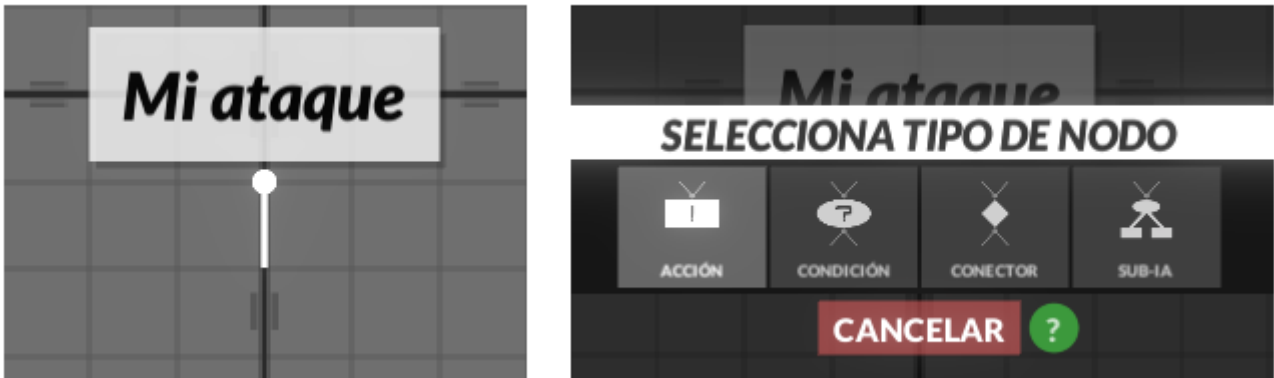 Mi ataque
Mi ataque
SELECCIONA TIPO DE NODO
!
?
ACCIÓN
CONDICIÓN
CONECTOR
SUB-IA
CANCELAR
?